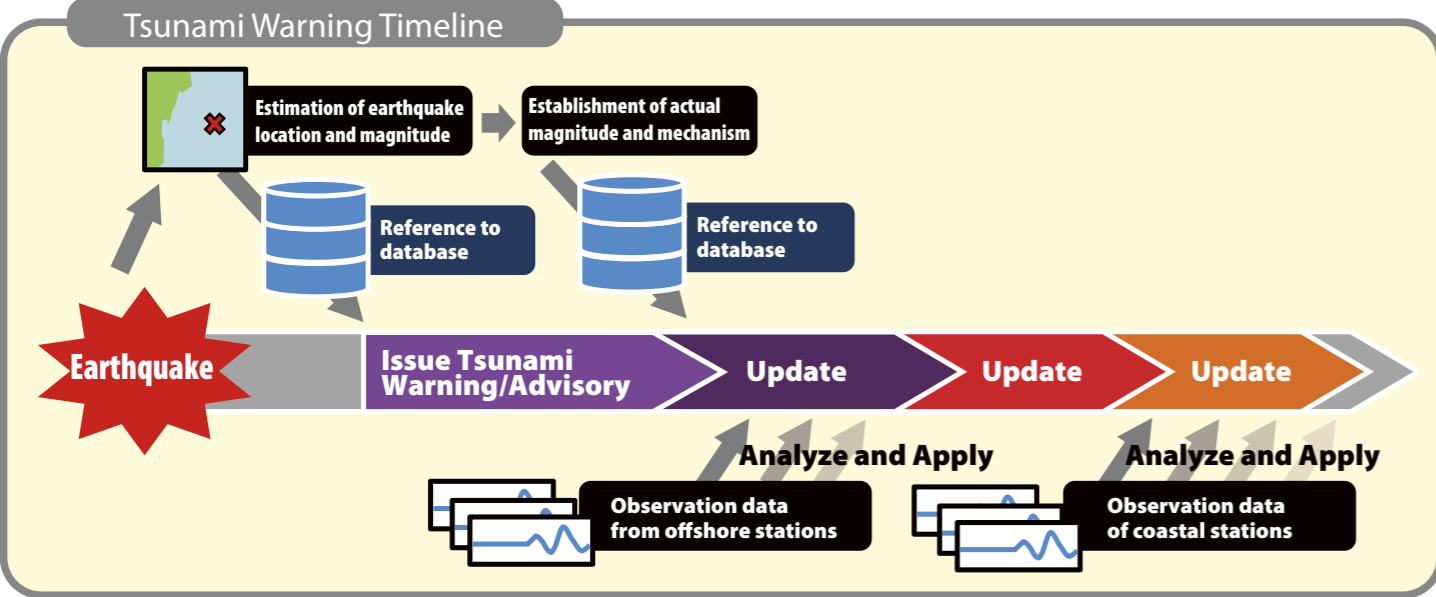 Tsunami Warning Timeline
Estimation of earthquake
location and magnitude
Establishment of actual
magnitude and mechanism
Reference to
database
Reference to
database
Earthquake
Issue Tsunami
Warning/Advisory
Update
Update
Update
Analyze and Apply
Analyze and Apply
Observation data
from offshore stations
Observation data
of coastal stations